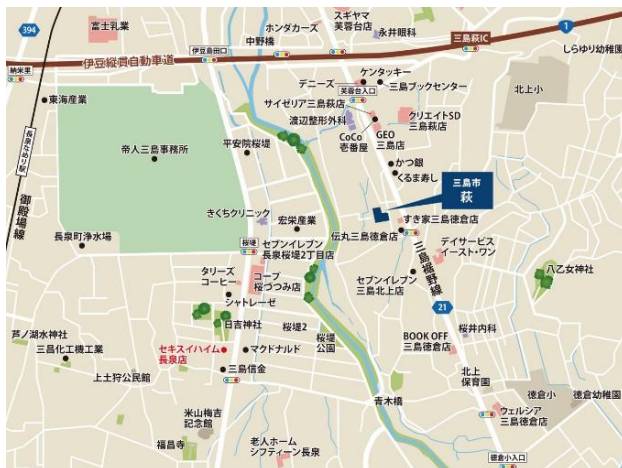 394
富士乳業
ホンダカーズ
中野橋
スギヤマ
芙蓉台店
永井眼科
1
しらゆり幼稚園
伊豆縦貫自動車道
伊豆島田口
三島萩IC
納米里
東海産業
デニーズ
ケンタッキー
芙蓉台入口
三島ブックセンター
北上小
サイゼリア三島萩店
渡辺整形外科
CoCo
壱番屋
GEO
三島店
クリエイトSD
三島萩店
長泉なめり駅
御殿場線
帝人三島事務所
平安院桜堤
かつ銀
くるま寿し
三島市
萩
きくちクリニック
宏栄産業
伝丸三島徳倉店
すき家三島徳倉店
長泉町浄水場
桜堤
セブンイレブン
長泉桜堤2丁目店
デイサービス
イースト・ワン
三島裾野線
タリーズ
コーヒー
コープ
桜づつみ店
シャトレーゼ
セブンイレブン
三島北上店
八乙女神社
21
日吉神社
桜堤2
桜堤
公園
芦ノ湖水神社
三昌化工機工業
セキスイハイム
長泉店
マクドナルド
BOOK OFF
三島徳倉店
桜井内科
上土狩公民館
三島信金
北上
保育園
青木橋
徳倉小
徳倉幼稚園
米山梅吉
記念館
ウェルシア
三島徳倉店
福昌寺
老人ホーム
シフティーン長泉
徳倉小入口